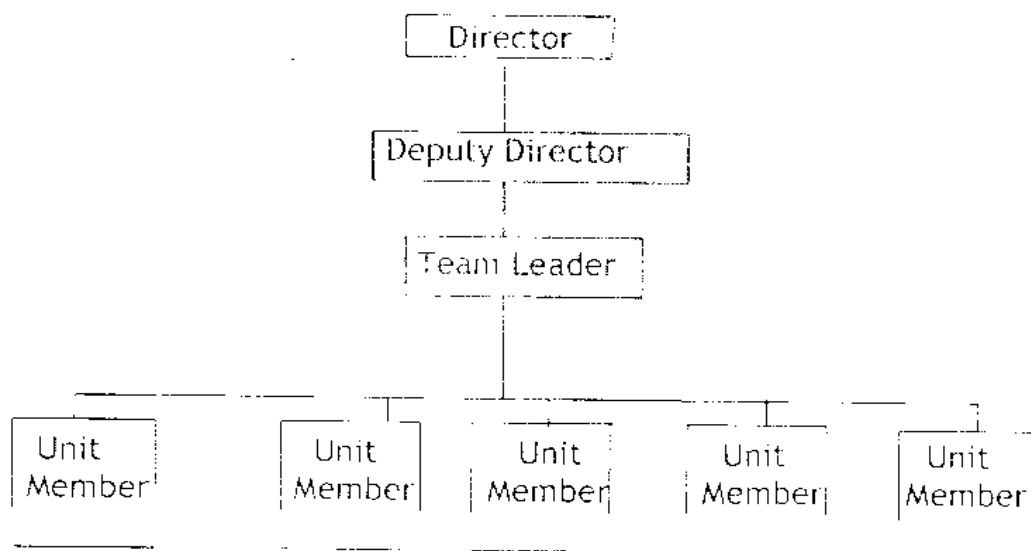 Director
Deputy Director
Team Leader
Unit
Member
Unit
Member
Unit
Member
Unit
Member
Unit
Member